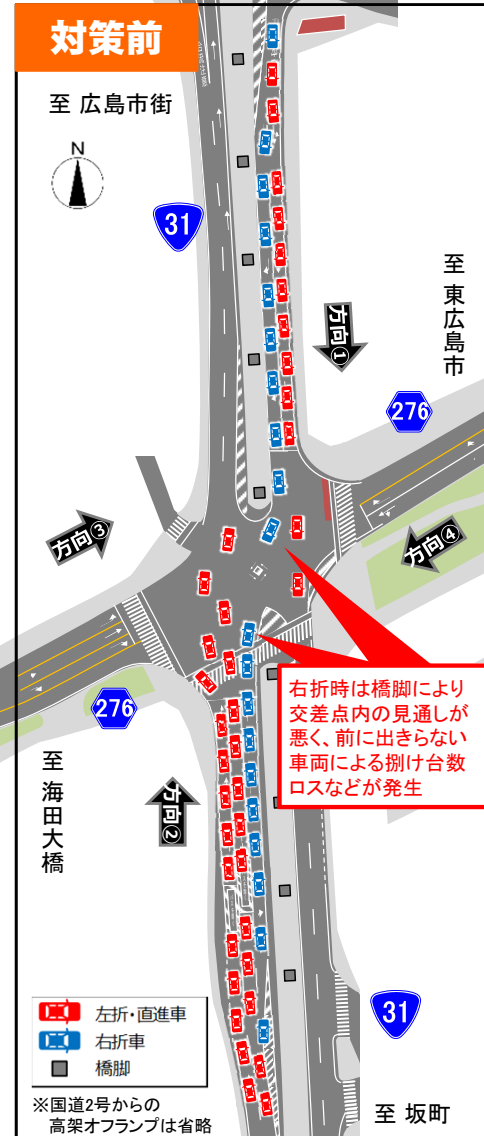 対策前
至 広島市街
N
31
至 東広島市
方向①
276
方向③
方向④
276
右折時は橋脚により
交差点内の見通しが
悪く、前に出きらない
車両による捌け台数
ロスなどが発生
至 海田大橋
方向②
31
左折・直進車
右折車
橋脚
※国道2号からの
高架オフランプは省略
至 坂町